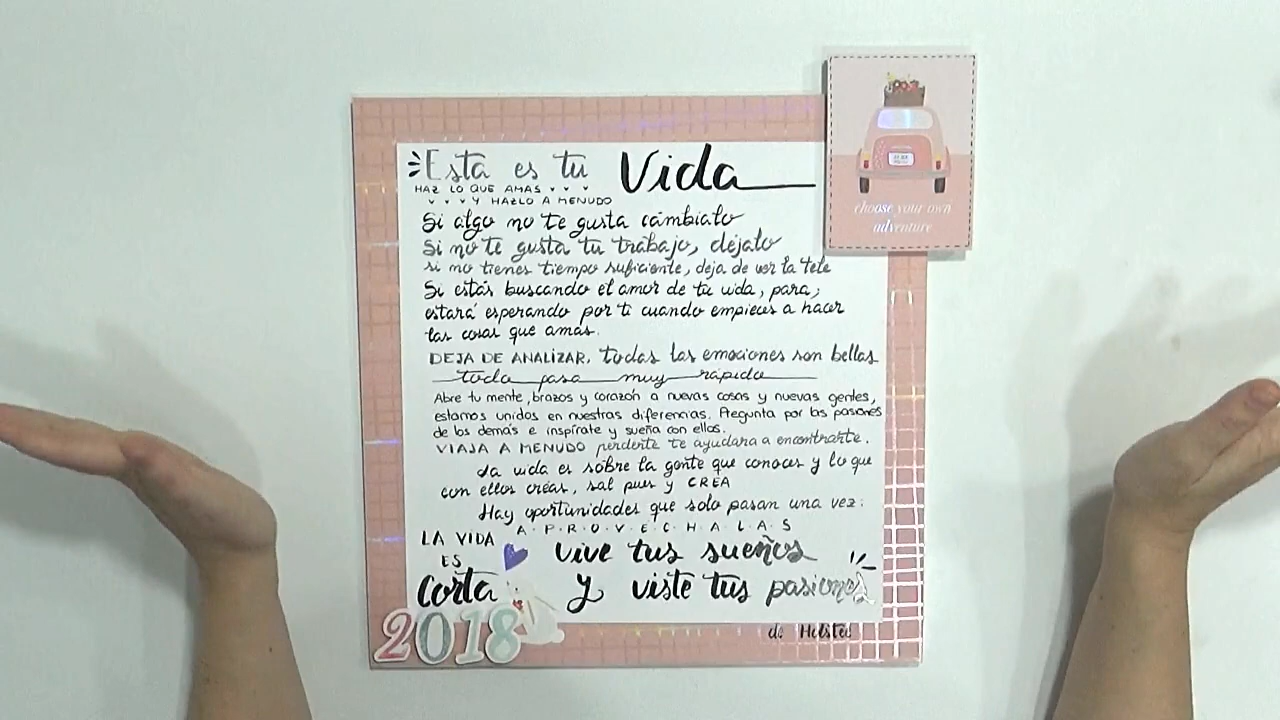 Esta es tu Vida
HAZ LO QUE AMAS
Y HAZLO A MENUDO
Si algo no te gusta cámbialo
Si no te gusta tu trabajo, déjalo
si no tienes tiempo suficiente, deja de ver la tele
Si estás buscando el amor de tu vida, para;
estará esperando por ti cuando empieces a hacer
las cosas que amas.
DEJA DE ANALIZAR, todas las emociones son bellas
todo pasa muy rápido
Abre tu mente, brazos y corazón a nuevas cosas y nuevas gentes,
estamos unidos en nuestras diferencias. Pregunta por las pasiones
de los demás e inspírate y sueña con ellos.
VIAJA A MENUDO perderte te ayudara a encontrarte.
La vida es sobre la gente que conoces y lo que
con ellos creas, sal pues y CREA
Hay oportunidades que solo pasan una vez:
A·P·R·O·V·E·C·H·A·L·A·S
LA VIDA
ES
Corta
vive tus sueños
y viste tus pasiones
2018
choose your own
adventure